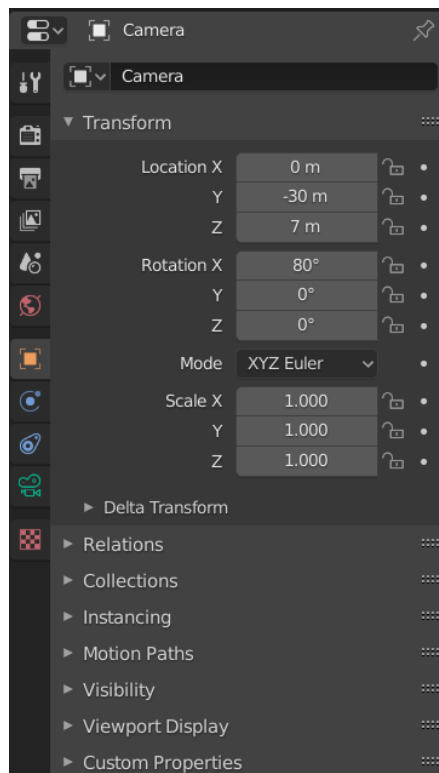 Camera
Camera
Transform
Location X 0 m
Y -30 m
Z 7 m
Rotation X 80°
Y 0°
Z 0°
Mode XYZ Euler
Scale X 1.000
Y 1.000
Z 1.000
Delta Transform
Relations
Collections
Instancing
Motion Paths
Visibility
Viewport Display
Custom Properties